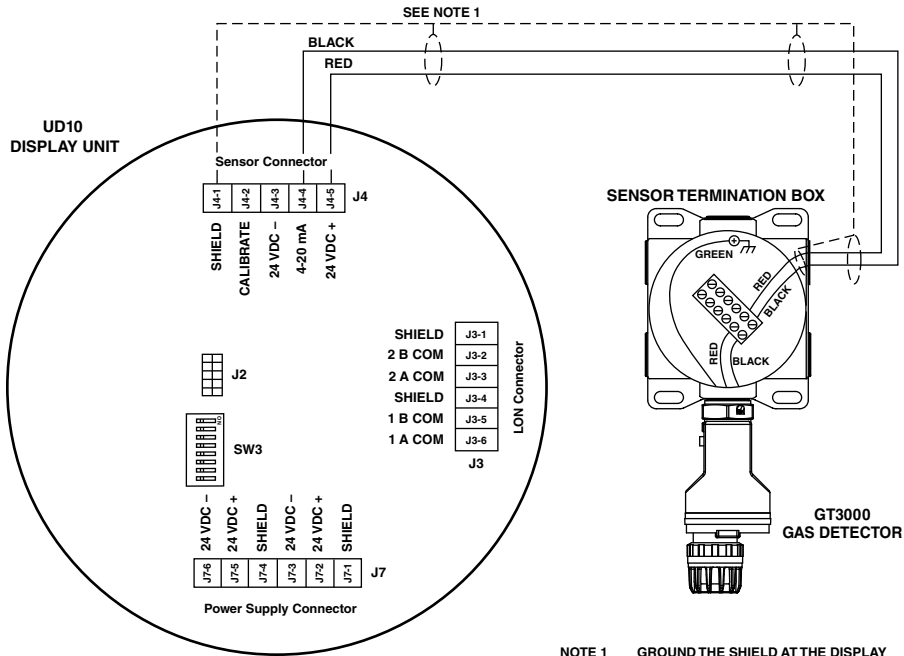 SEE NOTE 1
BLACK
RED
UD10
DISPLAY UNIT
Sensor Connector
J4-1
J4-2
J4-3
J4-4
J4-5
J4
SHIELD
CALIBRATE
24 VDC –
4-20 mA
24 VDC +
SENSOR TERMINATION BOX
GREEN
RED
BLACK
RED
BLACK
SHIELD J3-1
2 B COM J3-2
2 A COM J3-3
SHIELD J3-4
1 B COM J3-5
1 A COM J3-6
LON Connector
J3
J2
ON
SW3
24 VDC –
24 VDC +
SHIELD
24 VDC –
24 VDC +
SHIELD
J7-6
J7-5
J7-4
J7-3
J7-2
J7-1
J7
Power Supply Connector
GT3000
GAS DETECTOR
NOTE 1 GROUND THE SHIELD AT THE DISPLAY